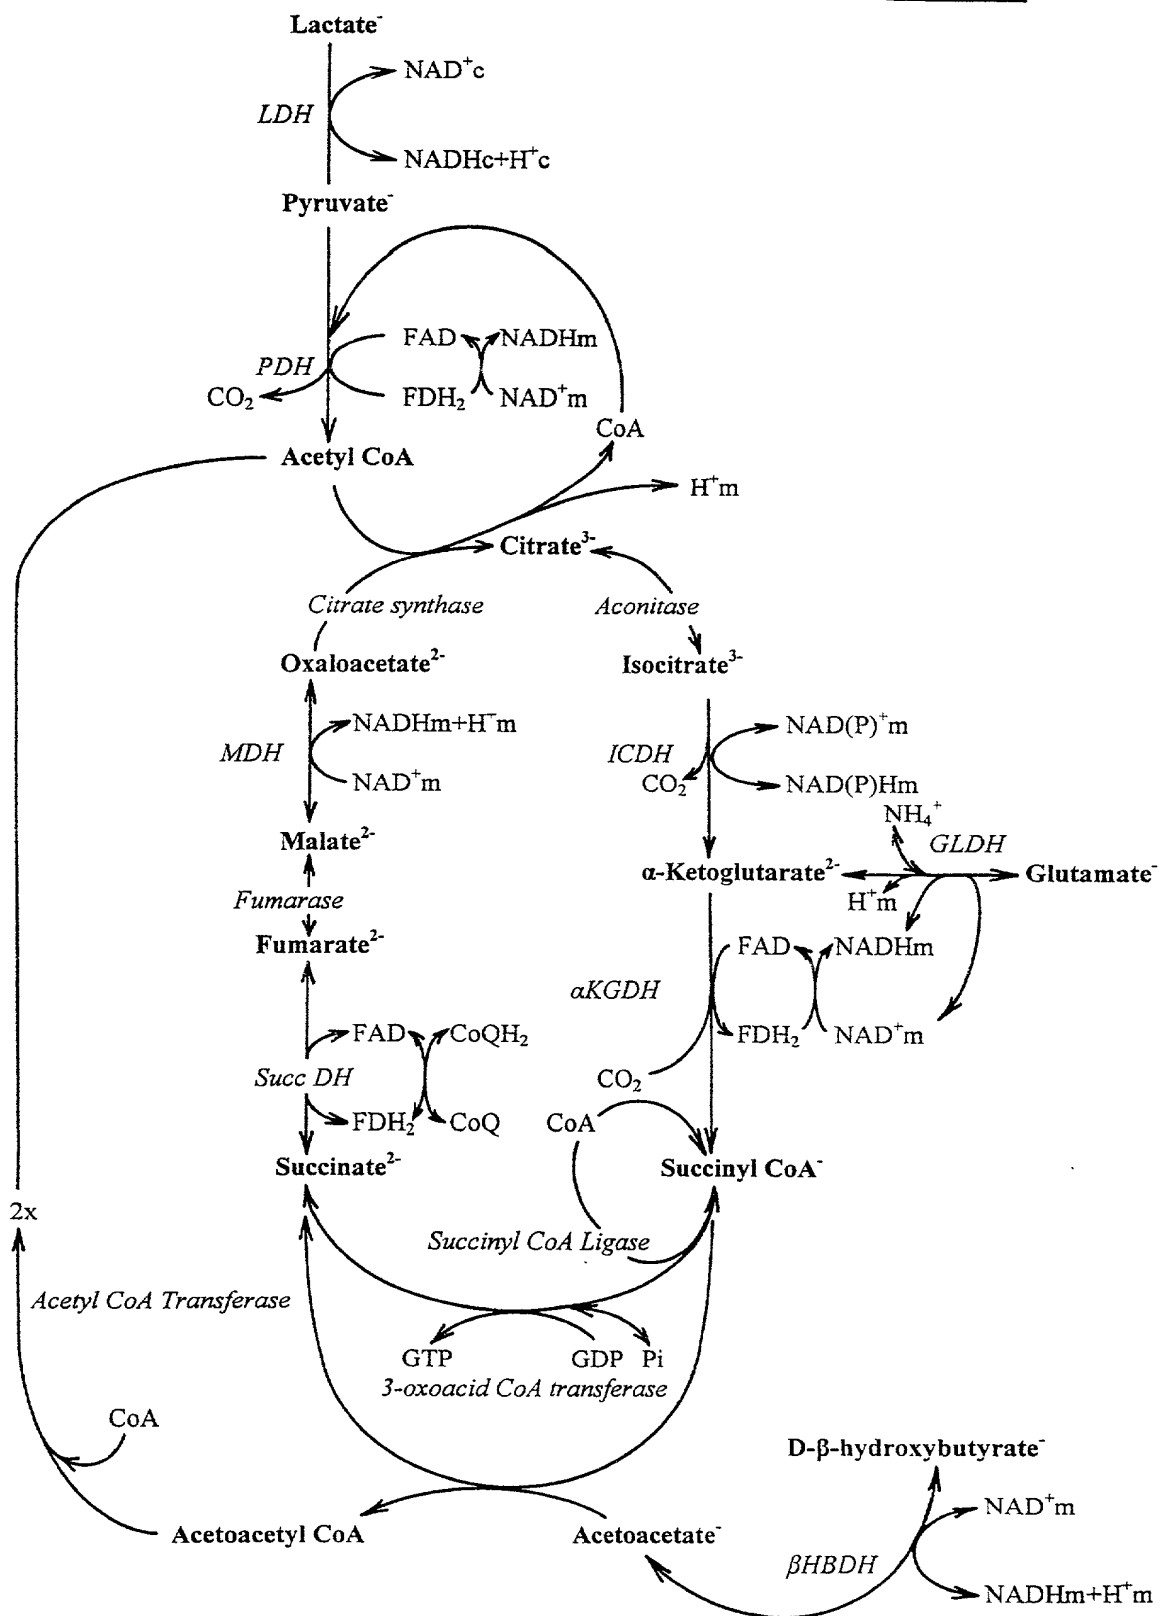 Lactate⁻
NAD⁺c
LDH
NADHc+H⁺c
Pyruvate⁻
FAD NADHm
PDH
CO₂ FDH₂ NAD⁺m
CoA
Acetyl CoA
H⁺m
Citrate³⁻
Citrate synthase Aconitase
Oxaloacetate²⁻ Isocitrate³⁻
NADHm+H⁻m NAD(P)⁺m
MDH ICDH
NAD⁺m CO₂ NAD(P)Hm
NH₄⁺
Malate²⁻ GLDH
α-Ketoglutarate²⁻ Glutamate⁻
Fumarase H⁺m
Fumarate²⁻ FAD NADHm
αKGDH
FAD CoQH₂ FDH₂ NAD⁺m
Succ DH CO₂
FDH₂ CoQ CoA
Succinate²⁻ Succinyl CoA⁻
2x
Succinyl CoA Ligase
Acetyl CoA Transferase
GTP GDP Pi
3-oxoacid CoA transferase
CoA
D-β-hydroxybutyrate⁻
NAD⁺m
Acetoacetyl CoA Acetoacetate⁻
βHBDH
NADHm+H⁺m